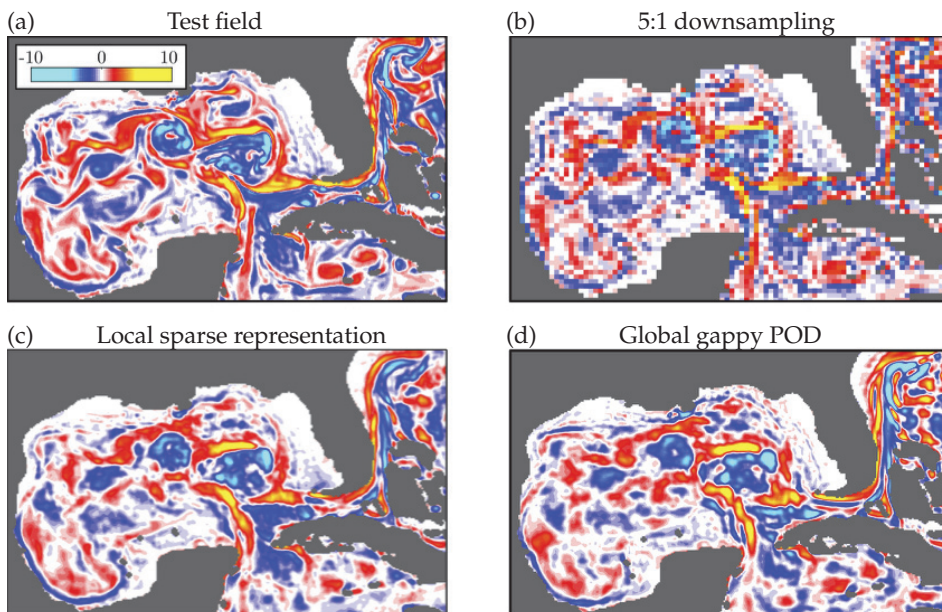 (a) Test field
(b) 5:1 downsampling
-10 0 10
(c) Local sparse representation
(d) Global gappy POD